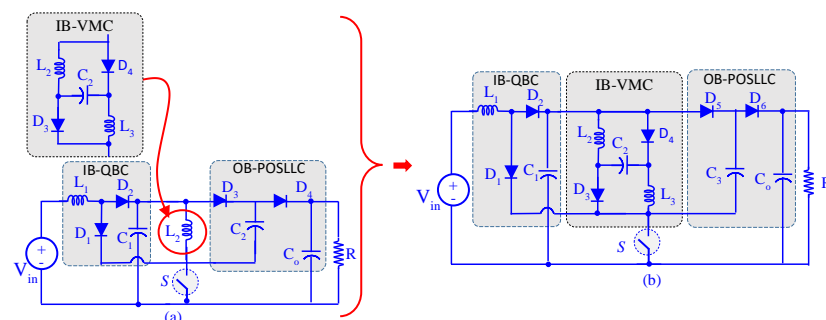 IB-VMC
L2
D4
C2
D3
L3
IB-QBC
OB-POSLLC
L1
D2
D3
D4
D1
C1
L2
C2
Co
R
Vin
+
-
S
(a)
IB-QBC
IB-VMC
OB-POSLLC
L1
D2
D5
D6
L2
D4
C2
D1
C1
D3
L3
C3
Co
Vin
+
-
S
(b)